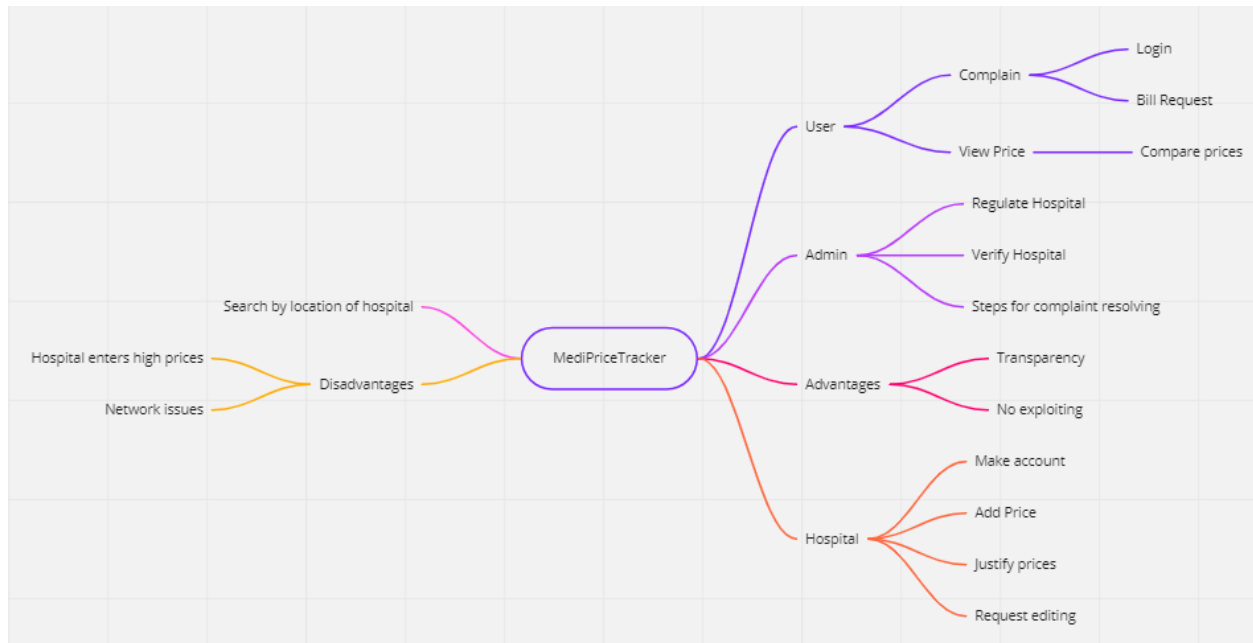 Login
Complain
Bill Request
User
View Price
Compare prices
Regulate Hospital
Admin
Verify Hospital
Search by location of hospital
Steps for complaint resolving
MediPriceTracker
Hospital enters high prices
Transparency
Disadvantages
Advantages
Network issues
No exploiting
Make account
Add Price
Hospital
Justify prices
Request editing